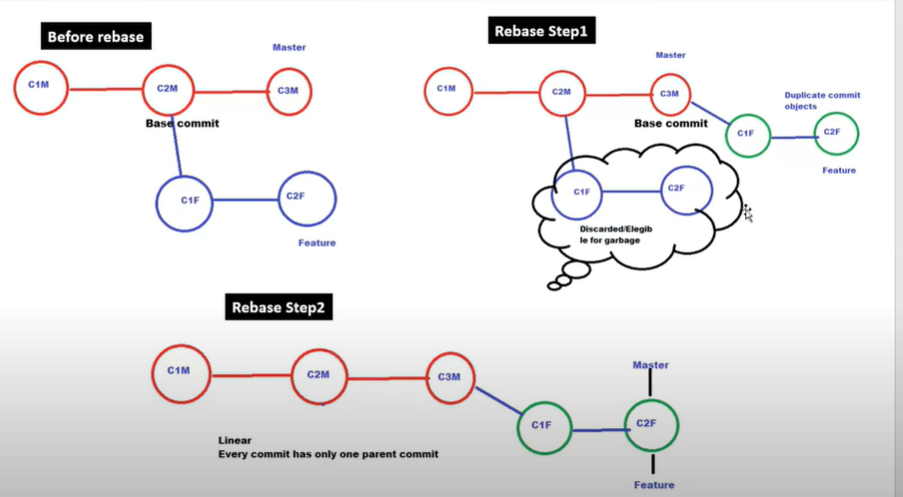 Before rebase
Master
C1M
C2M
C3M
Base commit
C1F
C2F
Feature
Rebase Step1
Master
C1M
C2M
C3M
Duplicate commit
objects
Base commit
C1F
C2F
Feature
C1F
C2F
Discarded/Elegib
le for garbage
Rebase Step2
C1M
C2M
C3M
Master
C1F
C2F
Linear
Every commit has only one parent commit
Feature